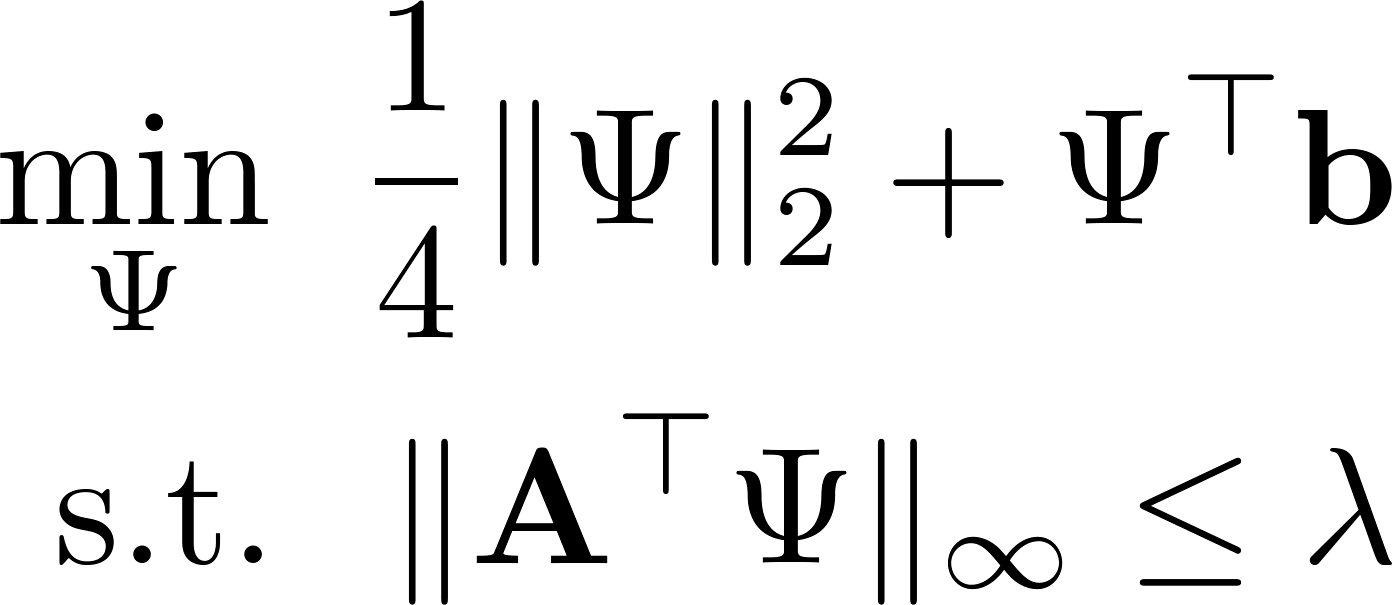 min_Ψ 1/4 ‖Ψ‖₂² + Ψ^⊤ 𝐛
s.t. ‖𝐀^⊤ Ψ‖_∞ ≤ λ